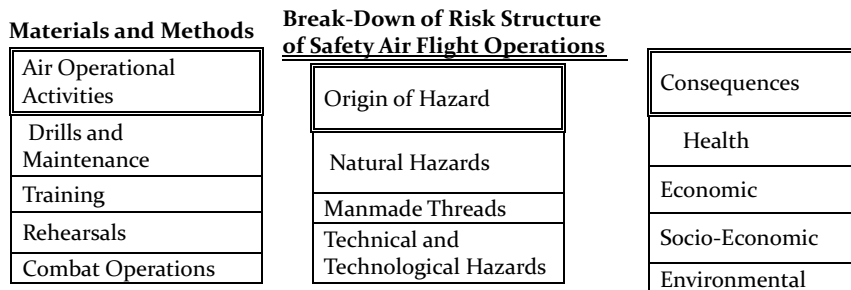 Materials and Methods
Break-Down of Risk Structure
of Safety Air Flight Operations
Air Operational
Activities
Drills and
Maintenance
Training
Rehearsals
Combat Operations
Origin of Hazard
Natural Hazards
Manmade Threads
Technical and
Technological Hazards
Consequences
Health
Economic
Socio-Economic
Environmental